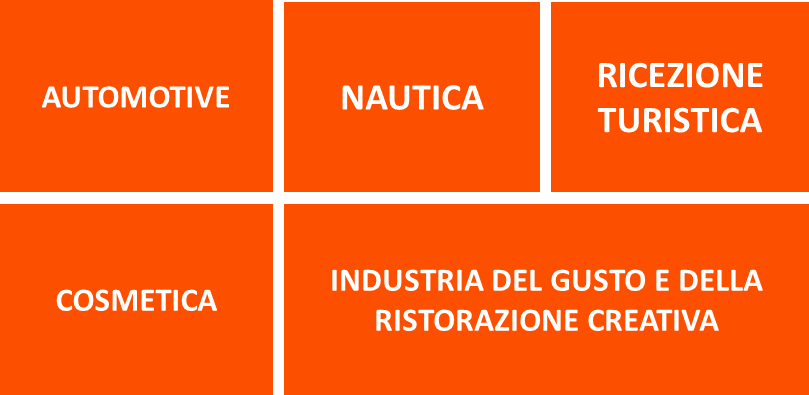 AUTOMOTIVE
NAUTICA
RICEZIONE
TURISTICA
COSMETICA
INDUSTRIA DEL GUSTO E DELLA
RISTORAZIONE CREATIVA